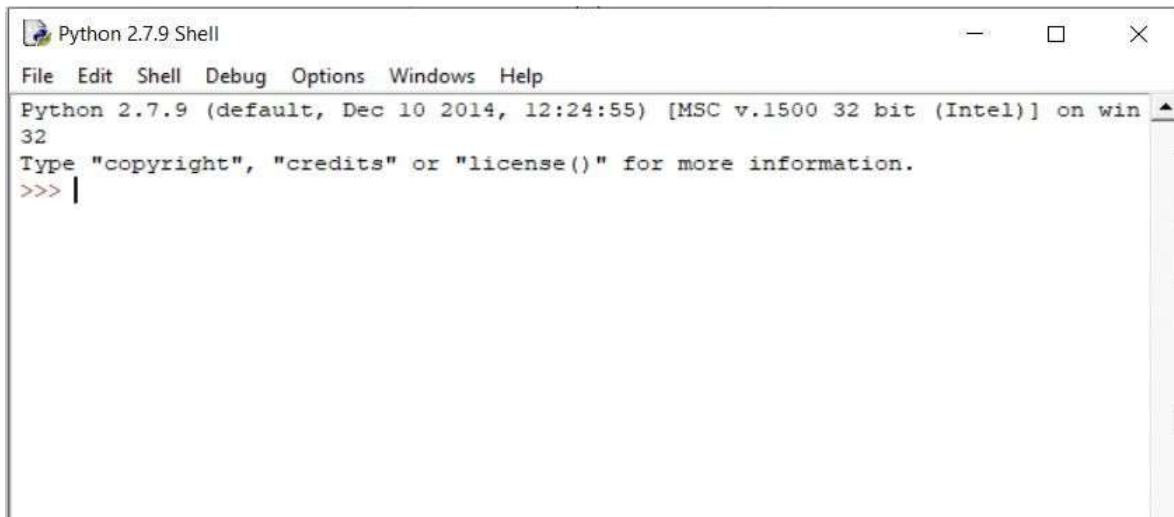 Python 2.7.9 Shell
File Edit Shell Debug Options Windows Help
Python 2.7.9 (default, Dec 10 2014, 12:24:55) [MSC v.1500 32 bit (Intel)] on win
32
Type "copyright", "credits" or "license()" for more information.
>>>